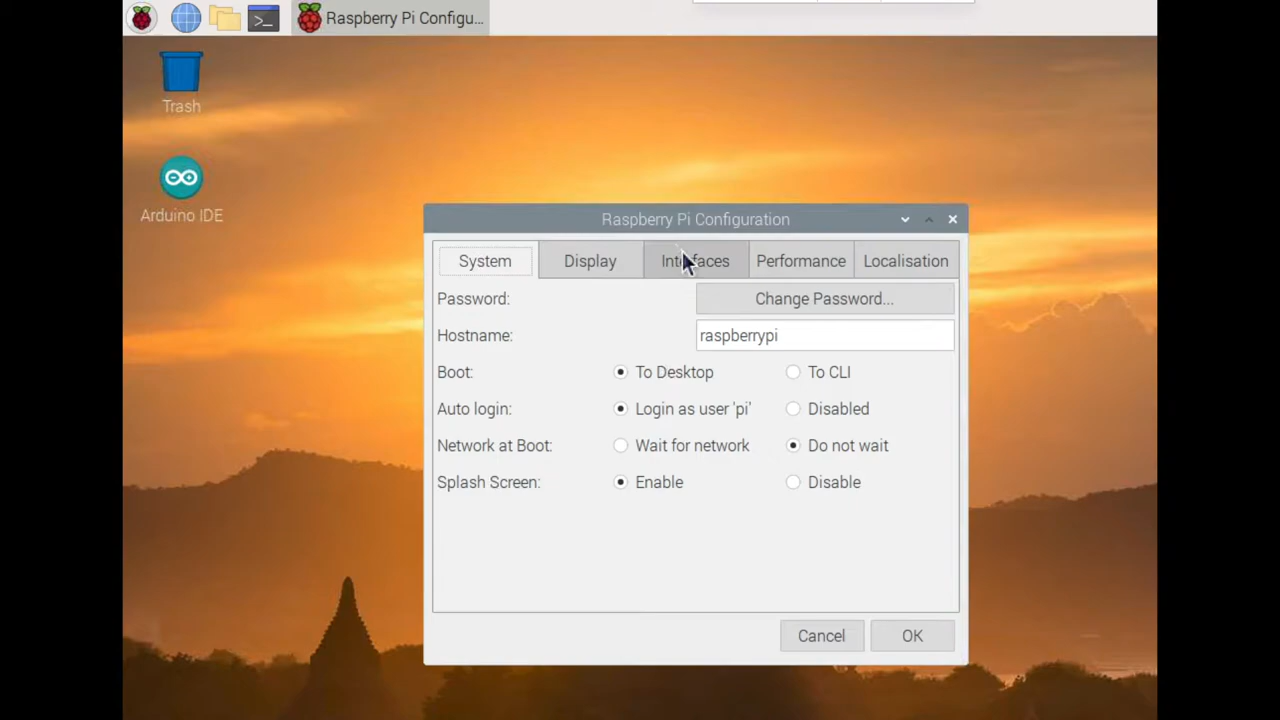 Raspberry Pi Configu...
Trash
Arduino IDE
Raspberry Pi Configuration
System Display Interfaces Performance Localisation
Password: Change Password...
Hostname: raspberrypi
Boot: To Desktop To CLI
Auto login: Login as user 'pi' Disabled
Network at Boot: Wait for network Do not wait
Splash Screen: Enable Disable
Cancel OK